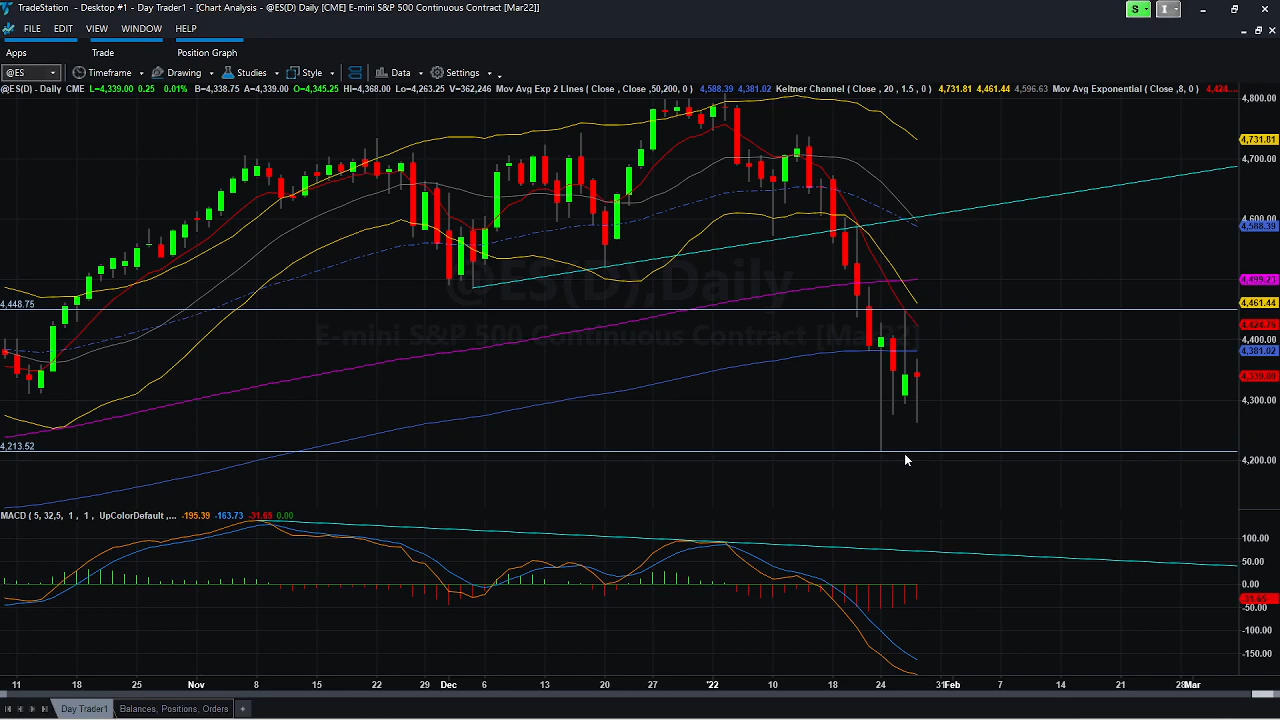 TradeStation - Desktop #1 - Day Trader1 - [Chart Analysis - @ES(D) Daily [CME] E-mini S&P 500 Continuous Contract [Mar22]]
S
I
FILE EDIT VIEW WINDOW HELP
Apps Trade Position Graph
@ES Timeframe Drawing Studies Style Data Settings
@ES(D) - Daily CME L=4,339.00 0.25 0.01% B=4,338.75 A=4,339.00 O=4,345.25 Hi=4,368.00 Lo=4,263.25 V=362,246 Mov Avg Exp 2 Lines ( Close , Close ,50,200, 0 ) 4,588.39 4,381.02 Keltner Channel ( Close , 20 , 1.5 , 0 ) 4,731.81 4,461.44 4,596.63 Mov Avg Exponential ( Close ,8, 0 ) 4,424....
4,800.00
4,731.81
4,700.00
4,600.00
4,588.39
@ES(D),Daily
4,499.23
4,448.75
4,461.44
E-mini S&P 500 Continuous Contract [Mar22]
4,400.00
4,381.02
4,339.00
4,300.00
4,213.52
4,200.00
MACD ( 5, 32,5, 1 , 1 , UpColorDefault ,... -195.39 -163.73 -31.65 0.00
100.00
50.00
0.00
-31.65
-50.00
-100.00
-150.00
11 18 25 Nov 8 15 22 29 Dec 6 13 20 27 '22 10 18 24 31 Feb 7 14 21 28 Mar
Day Trader1 Balances, Positions, Orders +